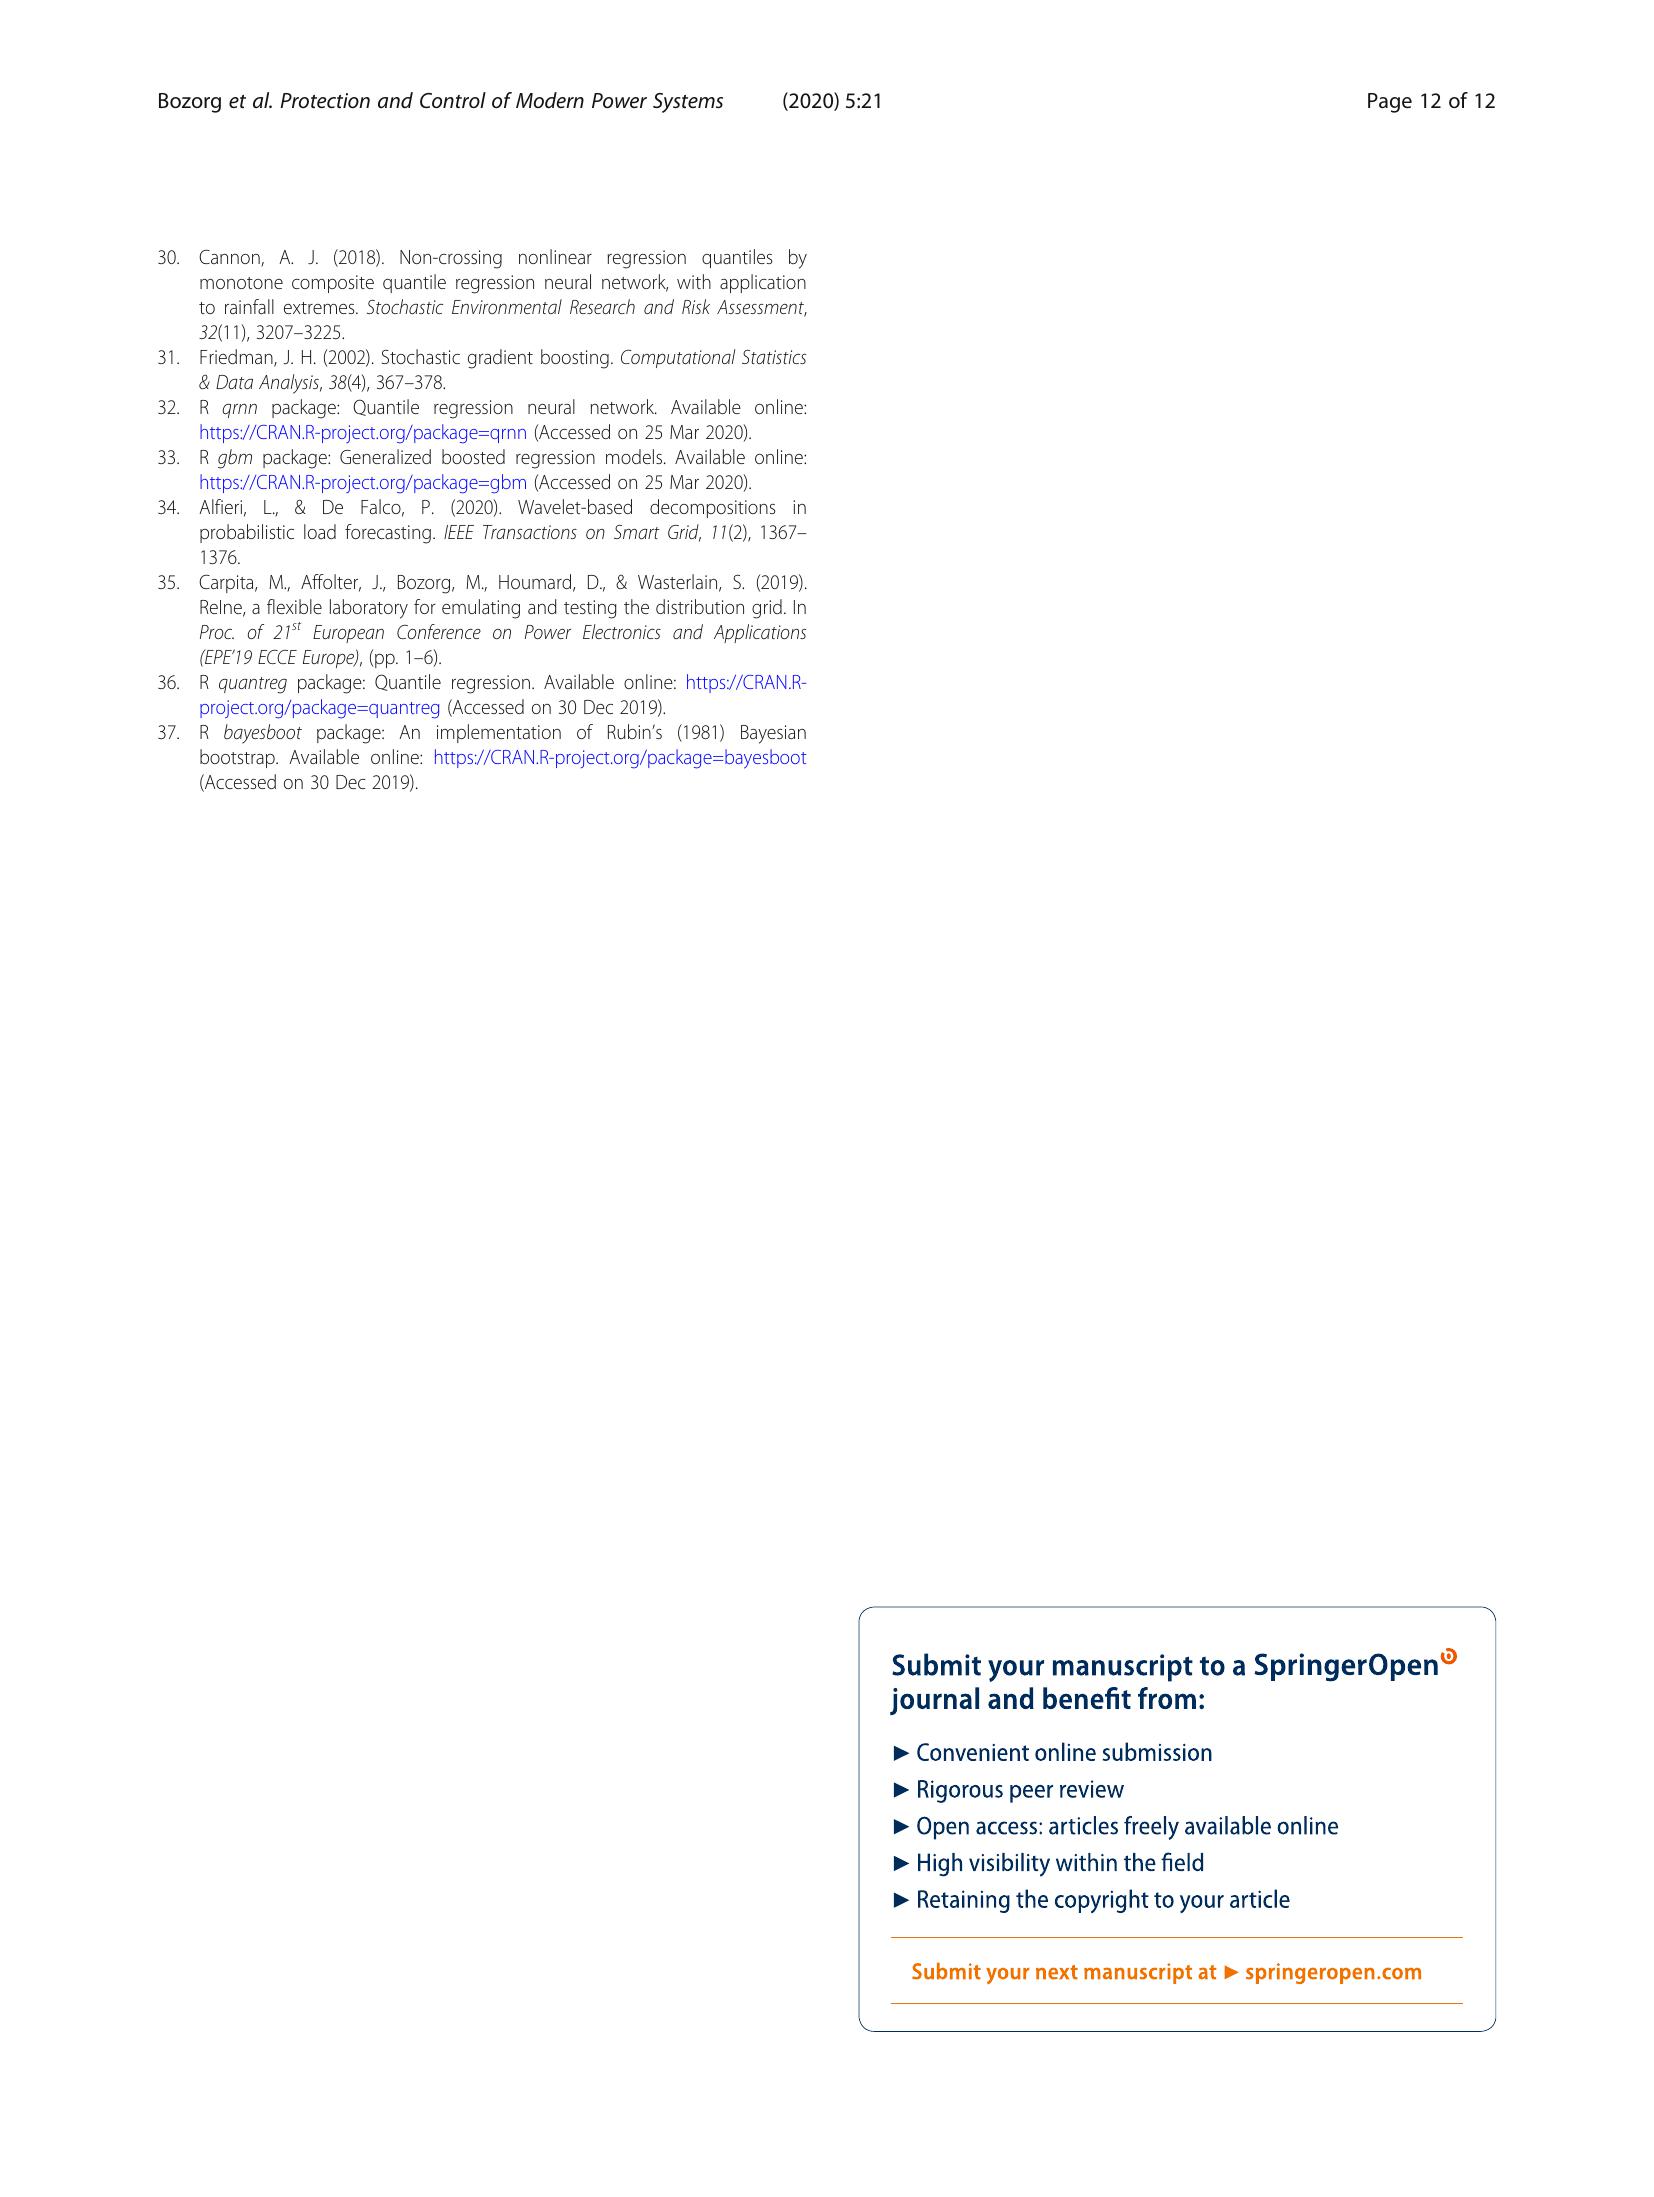 Bozorg et al. Protection and Control of Modern Power Systems (2020) 5:21 Page 12 of 12
30. Cannon, A. J. (2018). Non-crossing nonlinear regression quantiles by
monotone composite quantile regression neural network, with application
to rainfall extremes. Stochastic Environmental Research and Risk Assessment,
32(11), 3207–3225.
31. Friedman, J. H. (2002). Stochastic gradient boosting. Computational Statistics
& Data Analysis, 38(4), 367–378.
32. R qrnn package: Quantile regression neural network. Available online:
https://CRAN.R-project.org/package=qrnn (Accessed on 25 Mar 2020).
33. R gbm package: Generalized boosted regression models. Available online:
https://CRAN.R-project.org/package=gbm (Accessed on 25 Mar 2020).
34. Alfieri, L., & De Falco, P. (2020). Wavelet-based decompositions in
probabilistic load forecasting. IEEE Transactions on Smart Grid, 11(2), 1367–
1376.
35. Carpita, M., Affolter, J., Bozorg, M., Houmard, D., & Wasterlain, S. (2019).
ReIne, a flexible laboratory for emulating and testing the distribution grid. In
Proc. of 21st European Conference on Power Electronics and Applications
(EPE'19 ECCE Europe), (pp. 1–6).
36. R quantreg package: Quantile regression. Available online: https://CRAN.R-
project.org/package=quantreg (Accessed on 30 Dec 2019).
37. R bayesboot package: An implementation of Rubin's (1981) Bayesian
bootstrap. Available online: https://CRAN.R-project.org/package=bayesboot
(Accessed on 30 Dec 2019).
Submit your manuscript to a SpringerOpen
journal and benefit from:
► Convenient online submission
► Rigorous peer review
► Open access: articles freely available online
► High visibility within the field
► Retaining the copyright to your article
Submit your next manuscript at ► springeropen.com